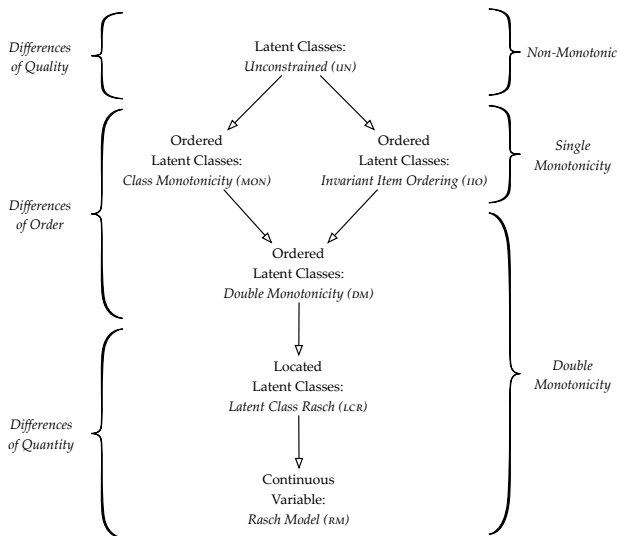 Differences
of Quality
Latent Classes:
Unconstrained (UN)
Non-Monotonic
Ordered
Latent Classes:
Class Monotonicity (MON)
Ordered
Latent Classes:
Invariant Item Ordering (IIO)
Single
Monotonicity
Differences
of Order
Ordered
Latent Classes:
Double Monotonicity (DM)
Located
Latent Classes:
Latent Class Rasch (LCR)
Double
Monotonicity
Differences
of Quantity
Continuous
Variable:
Rasch Model (RM)